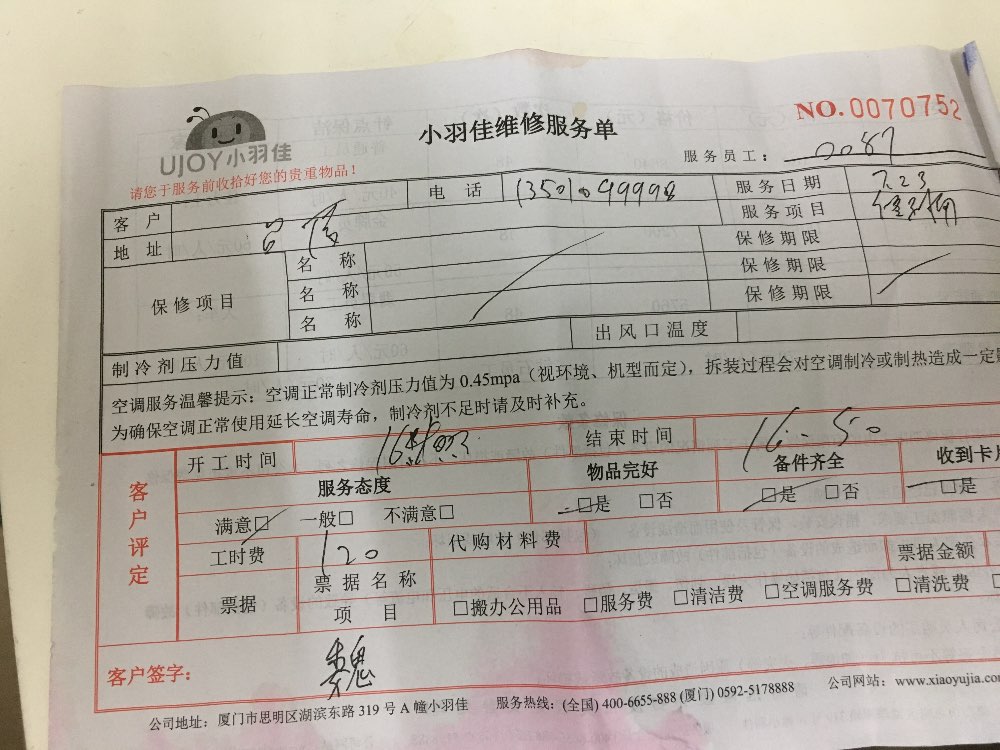 UJOY小羽佳
小羽佳维修服务单
NO.0070752
请您于服务前收拾好您的贵重物品！
服务员工： 0087
客 户 电 话 服务日期 7.23
地 址 服务项目
保修项目 名 称 保修期限
名 称 保修期限
名 称 保修期限
制冷剂压力值 出风口温度
空调服务温馨提示：空调正常制冷剂压力值为 0.45mpa（视环境、机型而定），拆装过程会对空调制冷或制热造成一定
为确保空调正常使用延长空调寿命，制冷剂不足时请及时补充。
客户评定
开工时间 结束时间 16-50
服务态度 物品完好 备件齐全 收到卡
满意□ 一般□ 不满意□ □是 □否 □是 □否 □是
工时费 120 代购材料费
票据 票据名称 票据金额
项 目 □搬办公用品 □服务费 □清洁费 □空调服务费 □清洗费
客户签字： 魏
公司地址：厦门市思明区湖滨东路 319 号 A 幢小羽佳 服务热线：(全国) 400-6655-888 (厦门) 0592-5178888 公司网站：www.xiaoyujia.com